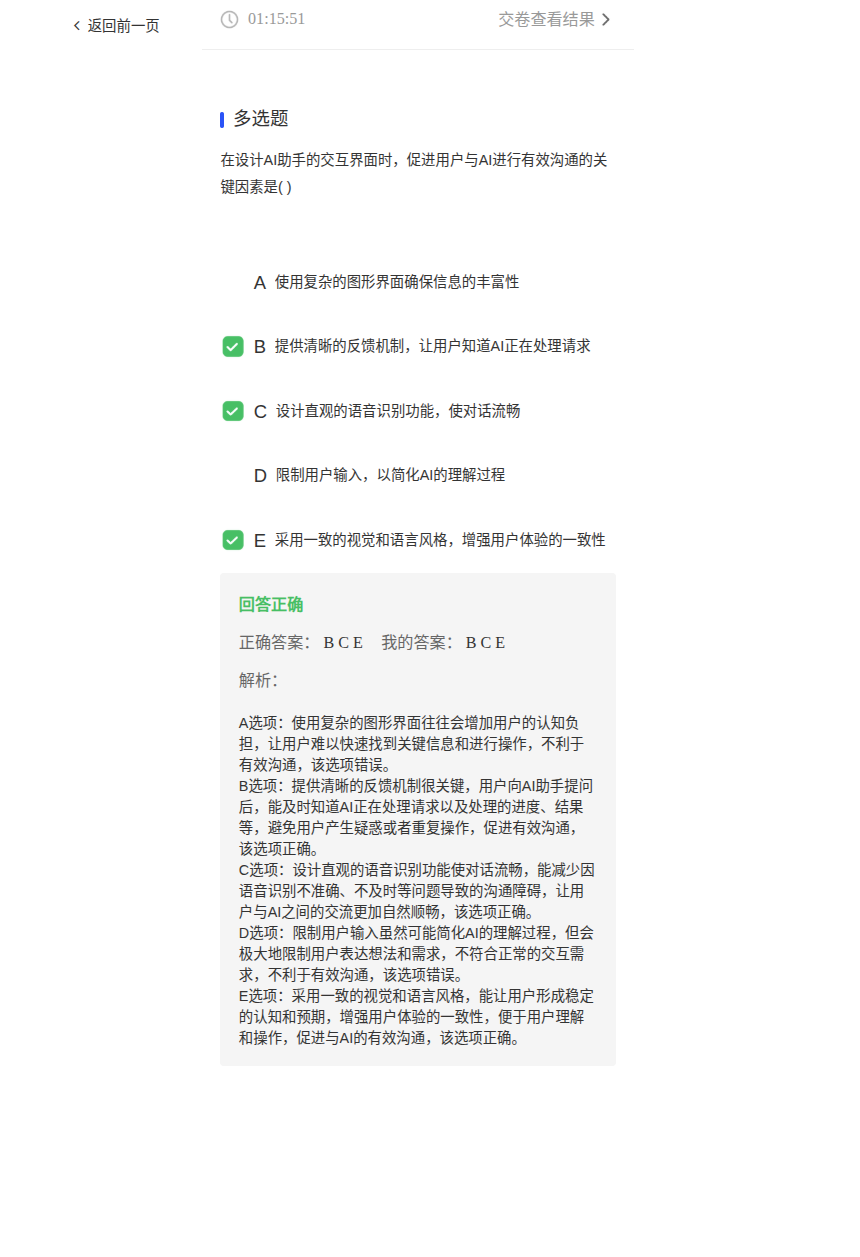 返回前一页
01:15:51
交卷查看结果
多选题
在设计AI助手的交互界面时，促进用户与AI进行有效沟通的关
键因素是( )
A 使用复杂的图形界面确保信息的丰富性
B 提供清晰的反馈机制，让用户知道AI正在处理请求
C 设计直观的语音识别功能，使对话流畅
D 限制用户输入，以简化AI的理解过程
E 采用一致的视觉和语言风格，增强用户体验的一致性
回答正确
正确答案： B C E 我的答案： B C E
解析：
A选项：使用复杂的图形界面往往会增加用户的认知负
担，让用户难以快速找到关键信息和进行操作，不利于
有效沟通，该选项错误。
B选项：提供清晰的反馈机制很关键，用户向AI助手提问
后，能及时知道AI正在处理请求以及处理的进度、结果
等，避免用户产生疑惑或者重复操作，促进有效沟通，
该选项正确。
C选项：设计直观的语音识别功能使对话流畅，能减少因
语音识别不准确、不及时等问题导致的沟通障碍，让用
户与AI之间的交流更加自然顺畅，该选项正确。
D选项：限制用户输入虽然可能简化AI的理解过程，但会
极大地限制用户表达想法和需求，不符合正常的交互需
求，不利于有效沟通，该选项错误。
E选项：采用一致的视觉和语言风格，能让用户形成稳定
的认知和预期，增强用户体验的一致性，便于用户理解
和操作，促进与AI的有效沟通，该选项正确。